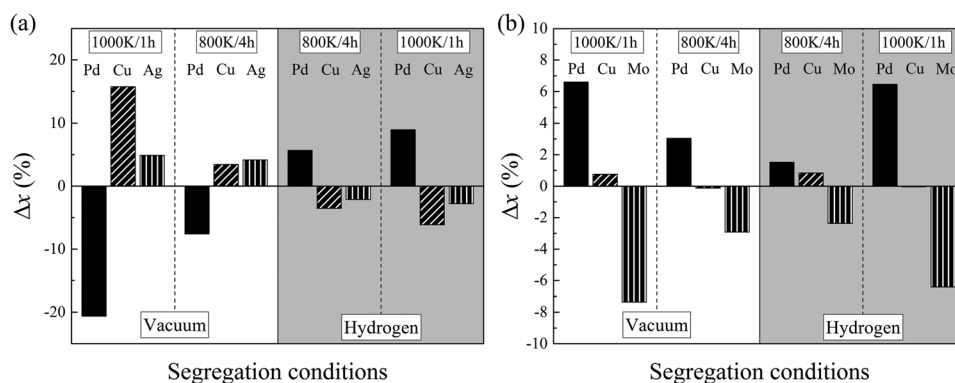 (a)
1000K/1h 800K/4h 800K/4h 1000K/1h
Pd Cu Ag Pd Cu Ag Pd Cu Ag
20
10
0
-10
-20
Δx (%)
Vacuum Hydrogen
Segregation conditions
(b)
1000K/1h 800K/4h 800K/4h 1000K/1h
Pd Cu Mo Pd Cu Mo Pd Cu Mo Pd Cu Mo
10
8
6
4
2
0
-2
-4
-6
-8
-10
Δx (%)
Vacuum Hydrogen
Segregation conditions